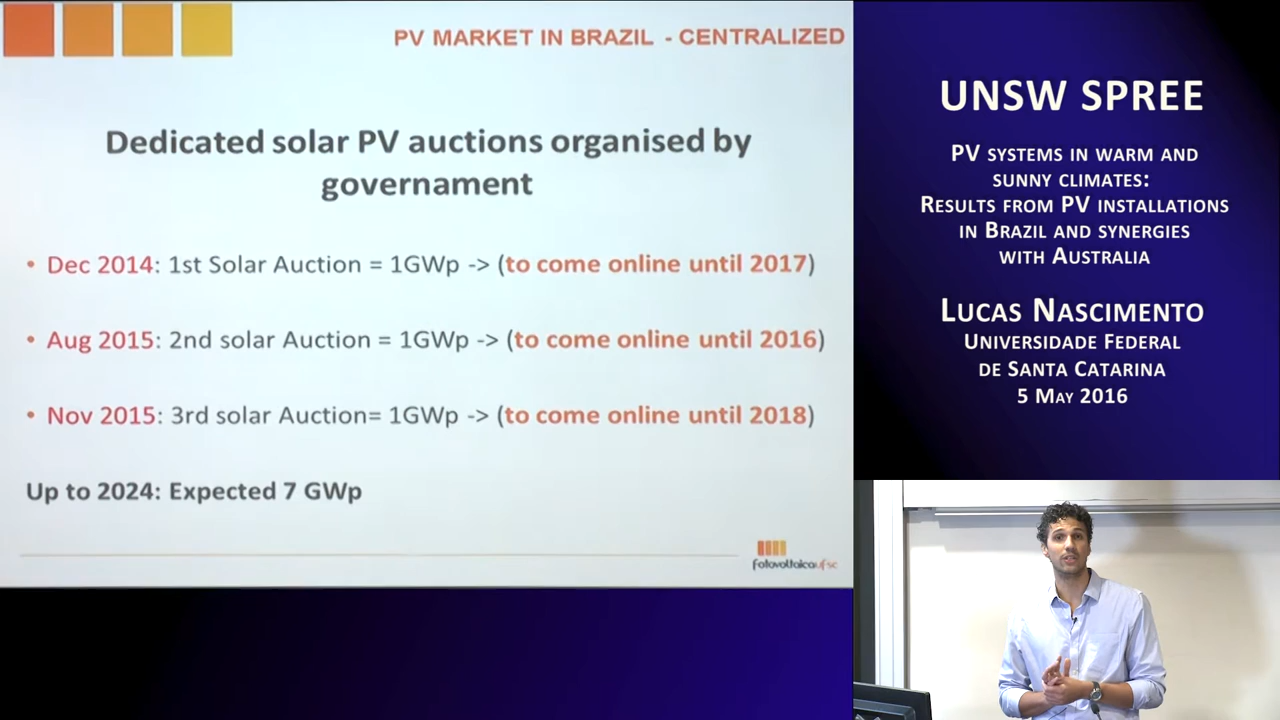 PV MARKET IN BRAZIL - CENTRALIZED
Dedicated solar PV auctions organised by
governament
• Dec 2014: 1st Solar Auction = 1GWp -> (to come online until 2017)
• Aug 2015: 2nd solar Auction = 1GWp -> (to come online until 2016)
• Nov 2015: 3rd solar Auction= 1GWp -> (to come online until 2018)
Up to 2024: Expected 7 GWp
fotovoltaicaufsc
UNSW SPREE
PV SYSTEMS IN WARM AND
SUNNY CLIMATES:
RESULTS FROM PV INSTALLATIONS
IN BRAZIL AND SYNERGIES
WITH AUSTRALIA
LUCAS NASCIMENTO
UNIVERSIDADE FEDERAL
DE SANTA CATARINA
5 MAY 2016